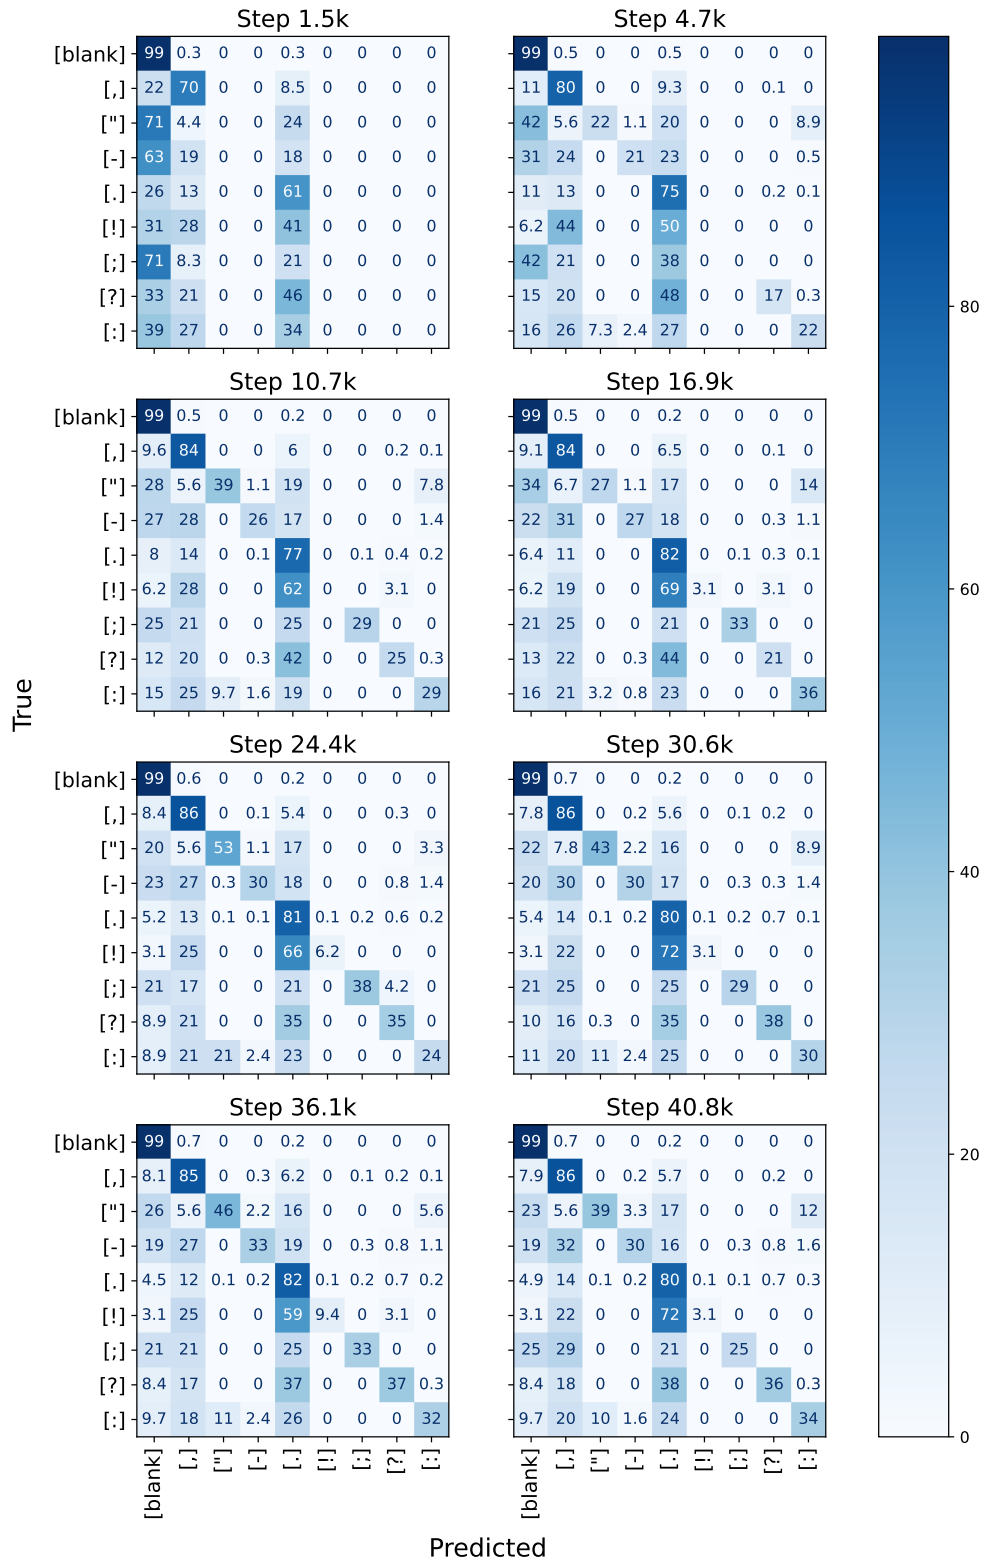 Step 1.5k Step 4.7k
[blank] 99 0.3 0 0 0.3 0 0 0 0 99 0.5 0 0 0.5 0 0 0 0
[,] 22 70 0 0 8.5 0 0 0 0 11 80 0 0 9.3 0 0 0.1 0
["] 71 4.4 0 0 24 0 0 0 0 42 5.6 22 1.1 20 0 0 0 8.9
[-] 63 19 0 0 18 0 0 0 0 31 24 0 21 23 0 0 0 0.5
80
[.] 26 13 0 0 61 0 0 0 0 11 13 0 0 75 0 0 0.2 0.1
[!] 31 28 0 0 41 0 0 0 0 6.2 44 0 0 50 0 0 0 0
[;] 71 8.3 0 0 21 0 0 0 0 42 21 0 0 38 0 0 0 0
[?] 33 21 0 0 46 0 0 0 0 15 20 0 0 48 0 0 17 0.3
[:] 39 27 0 0 34 0 0 0 0 16 26 7.3 2.4 27 0 0 0 22
Step 10.7k Step 16.9k
[blank] 99 0.5 0 0 0.2 0 0 0 0 99 0.5 0 0 0.2 0 0 0 0
[,] 9.6 84 0 0 6 0 0 0.2 0.1 9.1 84 0 0 6.5 0 0 0.1 0
["] 28 5.6 39 1.1 19 0 0 0 7.8 34 6.7 27 1.1 17 0 0 0 14
[-] 27 28 0 26 17 0 0 0 1.4 22 31 0 27 18 0 0 0.3 1.1
[.] 8 14 0 0.1 77 0 0.1 0.4 0.2 6.4 11 0 0 82 0 0.1 0.3 0.1
[!] 6.2 28 0 0 62 0 0 3.1 0 6.2 19 0 0 69 3.1 0 3.1 0
60
[;] 25 21 0 0 25 0 29 0 0 21 25 0 0 21 0 33 0 0
[?] 12 20 0 0.3 42 0 0 25 0.3 13 22 0 0.3 44 0 0 21 0
[:] 15 25 9.7 1.6 19 0 0 0 29 16 21 3.2 0.8 23 0 0 0 36
True
Step 24.4k Step 30.6k
[blank] 99 0.6 0 0 0.2 0 0 0 0 99 0.7 0 0 0.2 0 0 0 0
[,] 8.4 86 0 0.1 5.4 0 0 0.3 0 7.8 86 0 0.2 5.6 0 0.1 0.2 0
["] 20 5.6 53 1.1 17 0 0 0 3.3 22 7.8 43 2.2 16 0 0 0 8.9
[-] 23 27 0.3 30 18 0 0 0.8 1.4 20 30 0 30 17 0 0.3 0.3 1.4
40
[.] 5.2 13 0.1 0.1 81 0.1 0.2 0.6 0.2 5.4 14 0.1 0.2 80 0.1 0.2 0.7 0.1
[!] 3.1 25 0 0 66 6.2 0 0 0 3.1 22 0 0 72 3.1 0 0 0
[;] 21 17 0 0 21 0 38 4.2 0 21 25 0 0 25 0 29 0 0
[?] 8.9 21 0 0 35 0 0 35 0 10 16 0.3 0 35 0 0 38 0
[:] 8.9 21 21 2.4 23 0 0 0 24 11 20 11 2.4 25 0 0 0 30
Step 36.1k Step 40.8k
[blank] 99 0.7 0 0 0.2 0 0 0 0 99 0.7 0 0 0.2 0 0 0 0
20
[,] 8.1 85 0 0.3 6.2 0 0.1 0.2 0.1 7.9 86 0 0.2 5.7 0 0 0.2 0
["] 26 5.6 46 2.2 16 0 0 0 5.6 23 5.6 39 3.3 17 0 0 0 12
[-] 19 27 0 33 19 0 0.3 0.8 1.1 19 32 0 30 16 0 0.3 0.8 1.6
[.] 4.5 12 0.1 0.2 82 0.1 0.2 0.7 0.2 4.9 14 0.1 0.2 80 0.1 0.1 0.7 0.3
[!] 3.1 25 0 0 59 9.4 0 3.1 0 3.1 22 0 0 72 3.1 0 0 0
[;] 21 21 0 0 25 0 33 0 0 25 29 0 0 21 0 25 0 0
[?] 8.4 17 0 0 37 0 0 37 0.3 8.4 18 0 0 38 0 0 36 0.3
[:] 9.7 18 11 2.4 26 0 0 0 32 9.7 20 10 1.6 24 0 0 0 34
0
[blank] [,] ["] [-] [.] [!] [;] [?] [:] [blank] [,] ["] [-] [.] [!] [;] [?] [:]
Predicted